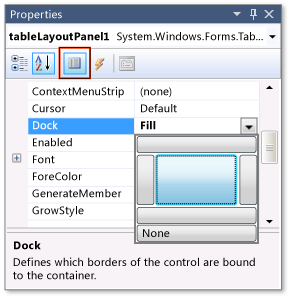 Properties
tableLayoutPanel1 System.Windows.Forms.Tab...
A Z
ContextMenuStrip (none)
Cursor Default
Dock Fill
Enabled
Font
ForeColor
GenerateMember
GrowStyle
None
Dock
Defines which borders of the control are bound
to the container.